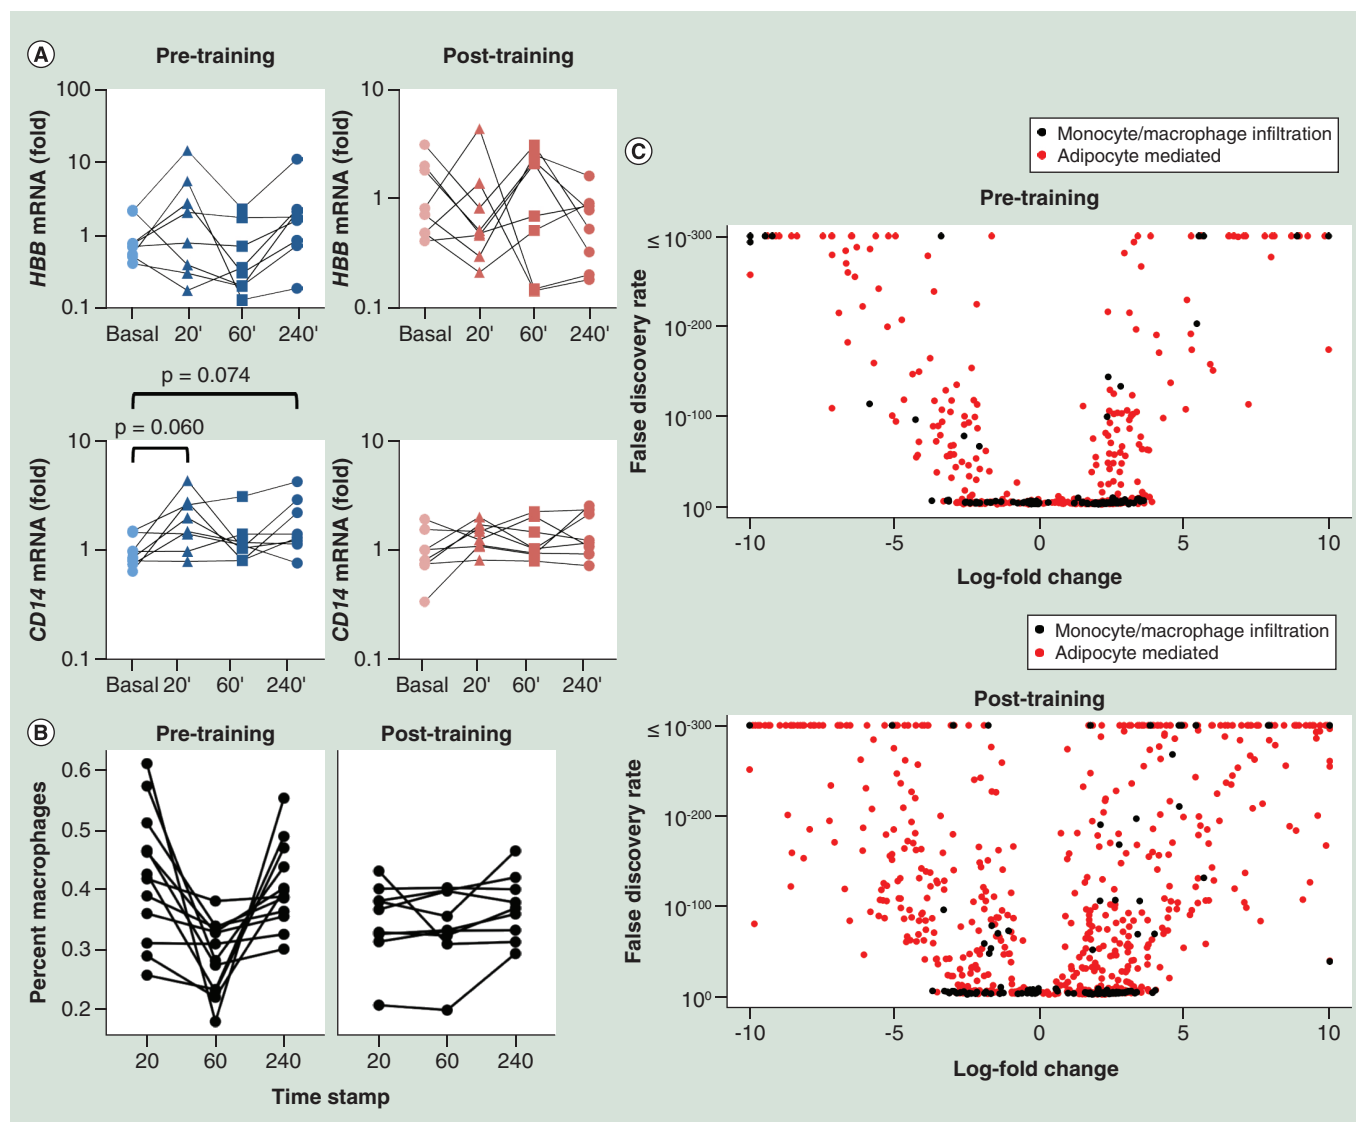 A
Pre-training
Post-training
HBB mRNA (fold)
100
10
1
0.1
Basal 20' 60' 240'
HBB mRNA (fold)
10
1
0.1
Basal 20' 60' 240'
p = 0.074
p = 0.060
CD14 mRNA (fold)
10
1
0.1
Basal 20' 60' 240'
CD14 mRNA (fold)
10
1
0.1
Basal 20' 60' 240'
B
Pre-training
Post-training
Percent macrophages
0.6
0.5
0.4
0.3
0.2
20 60 240
20 60 240
Time stamp
C
Monocyte/macrophage infiltration
Adipocyte mediated
Pre-training
False discovery rate
≤ 10-300
10-200
10-100
100
-10 -5 0 5 10
Log-fold change
Monocyte/macrophage infiltration
Adipocyte mediated
Post-training
False discovery rate
≤ 10-300
10-200
10-100
100
-10 -5 0 5 10
Log-fold change